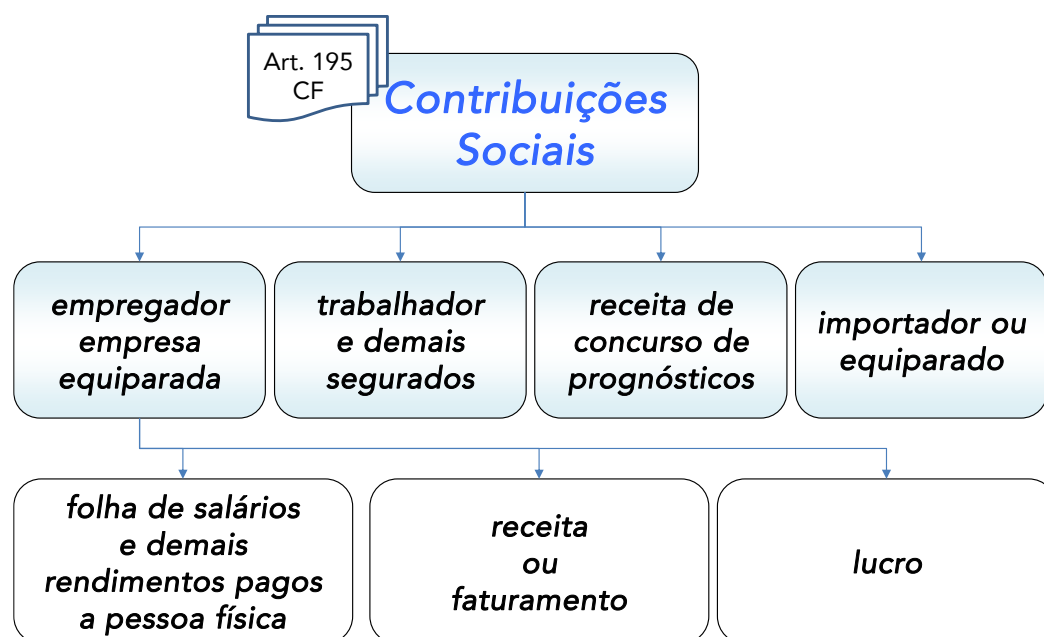 Art. 195
CF
Contribuições
Sociais
empregador
empresa
equiparada
trabalhador
e demais
segurados
receita de
concurso de
prognósticos
importador ou
equiparado
folha de salários
e demais
rendimentos pagos
a pessoa física
receita
ou
faturamento
lucro